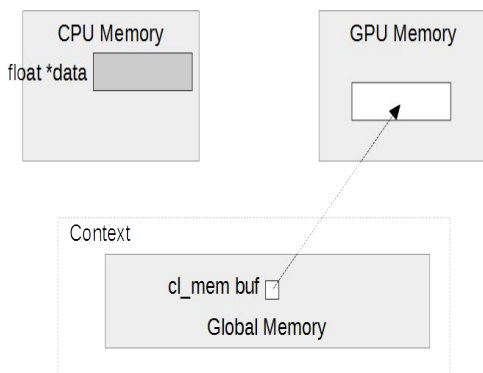 CPU Memory
GPU Memory
float *data
Context
cl_mem buf
Global Memory